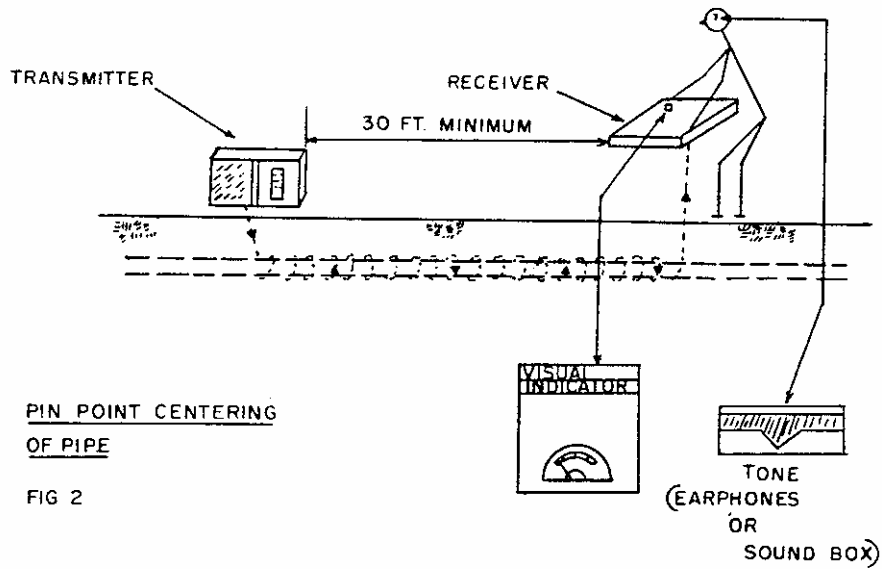 TRANSMITTER
RECEIVER
30 FT. MINIMUM
VISUAL
INDICATOR
PIN POINT CENTERING
OF PIPE
FIG 2
TONE
(EARPHONES
OR
SOUND BOX)